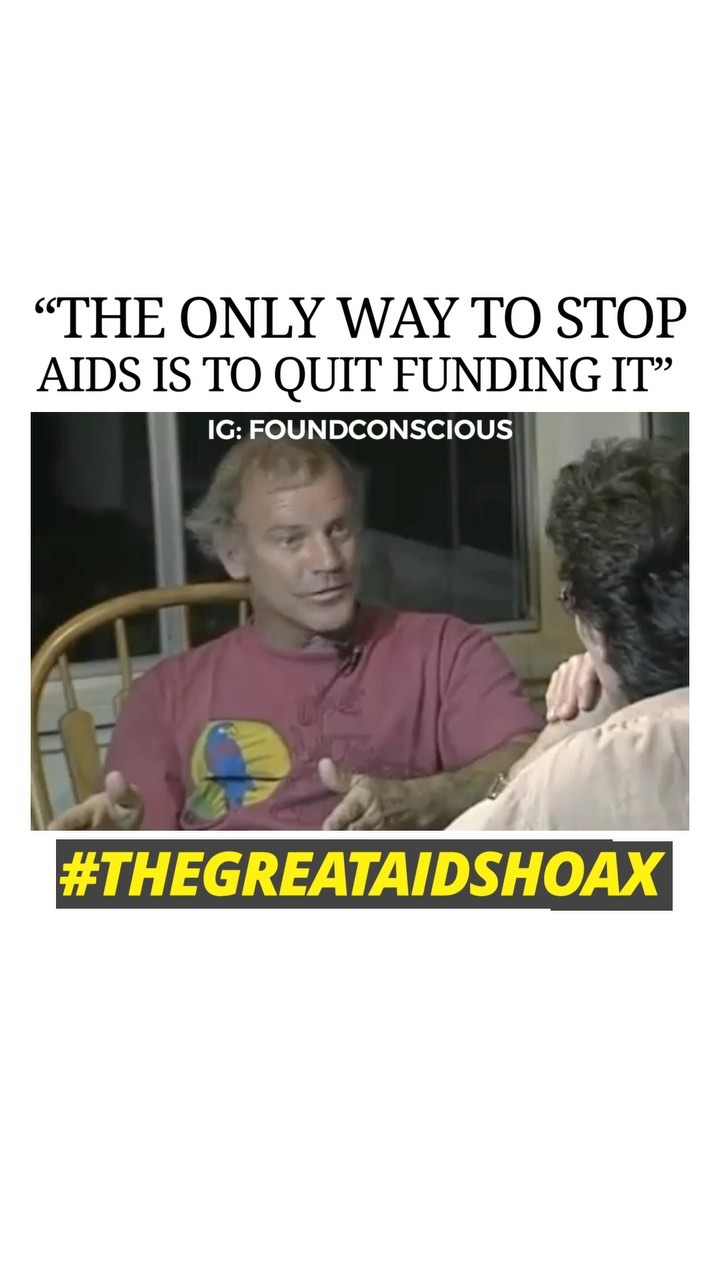 “THE ONLY WAY TO STOP
AIDS IS TO QUIT FUNDING IT”
IG: FOUNDCONSCIOUS
#THEGREATAIDSHOAX